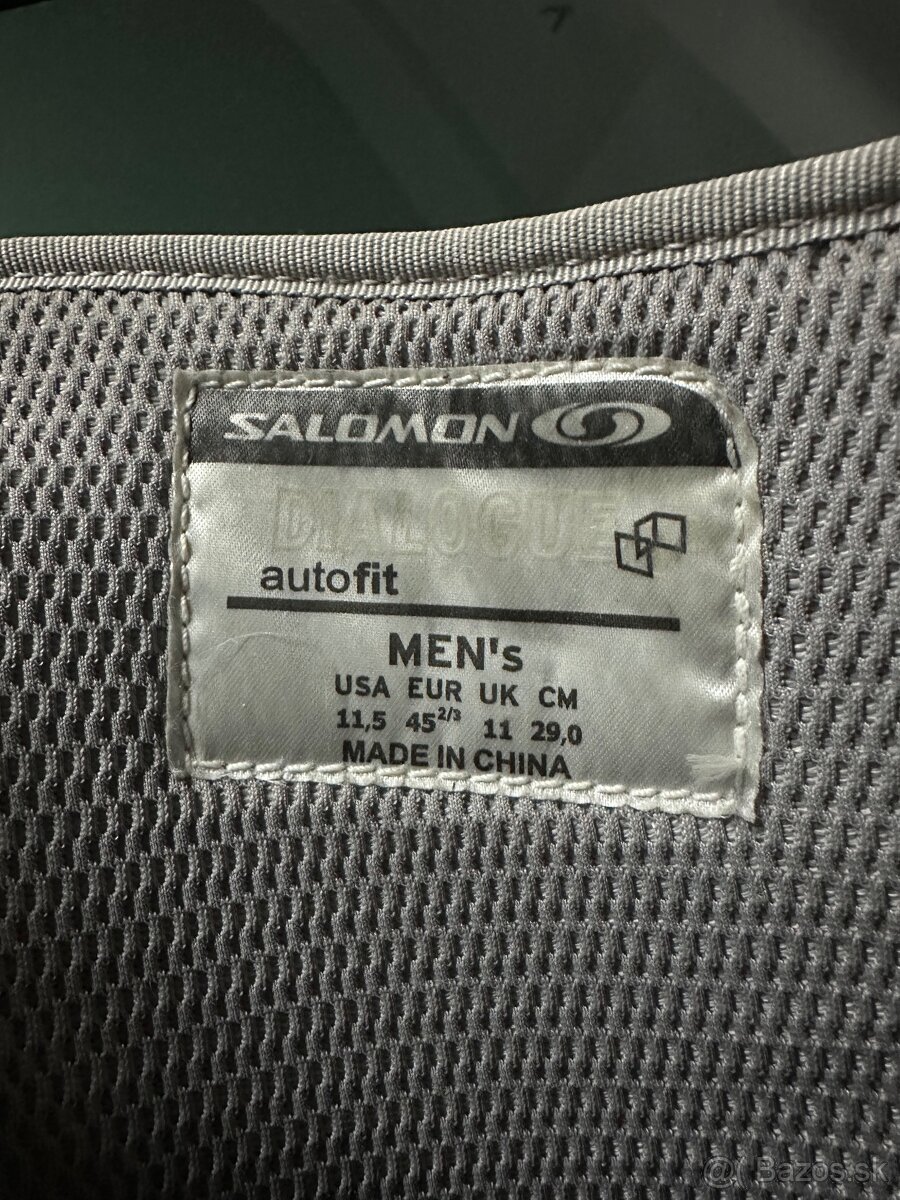 SALOMON
DIALOGUE
autofit
MEN's
USA EUR UK CM
11,5 45 2/3 11 29,0
MADE IN CHINA
@ Bazos.sk